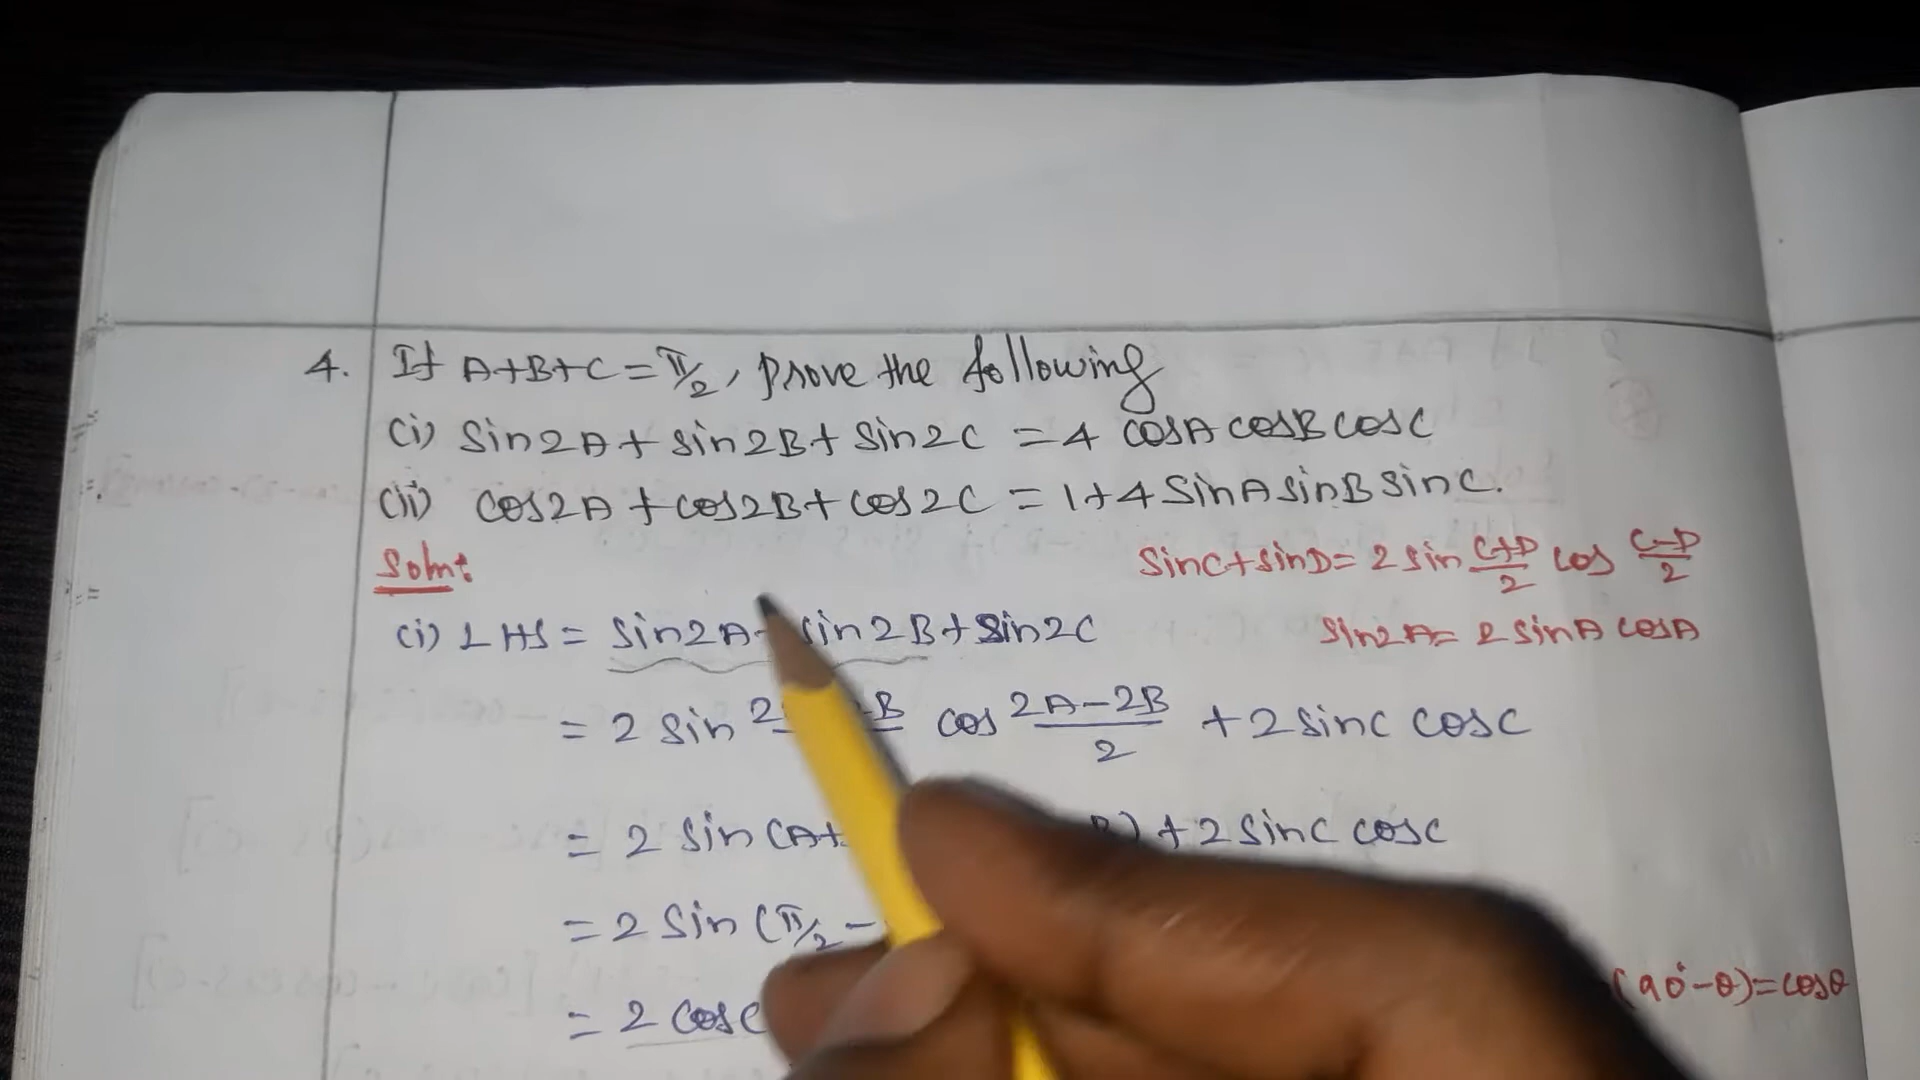 4. If A+B+C = π/2, prove the following
(i) sin2A + sin2B + sin2C = 4 cosA cosB cosC
(ii) cos2A + cos2B + cos2C = 1+4 SinA sinB sinC.
Soln:
SinC+sinD= 2 sin C+D/2 cos C-D/2
(i) LHS = sin2A sin2B + Sin2C
sin2A= 2 sinA cosA
= 2 sin cos 2A-2B/2 + 2 sinC cosC
= 2 sin (A+ B) + 2 sinC cosC
= 2 sin (π/2 -
(90°-θ)=cosθ
= 2 cosC